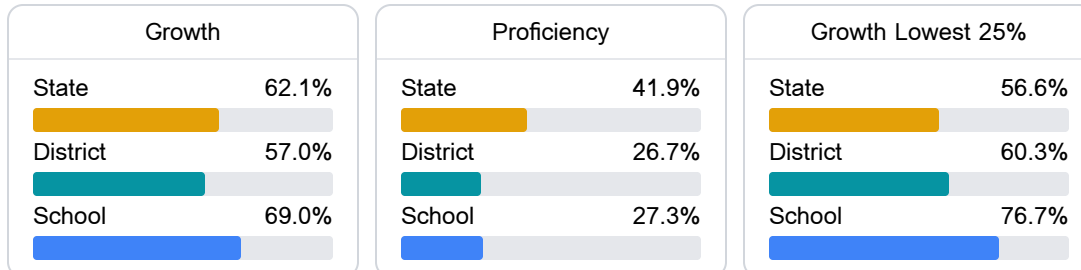 Growth
State 62.1%
District 57.0%
School 69.0%
Proficiency
State 41.9%
District 26.7%
School 27.3%
Growth Lowest 25%
State 56.6%
District 60.3%
School 76.7%